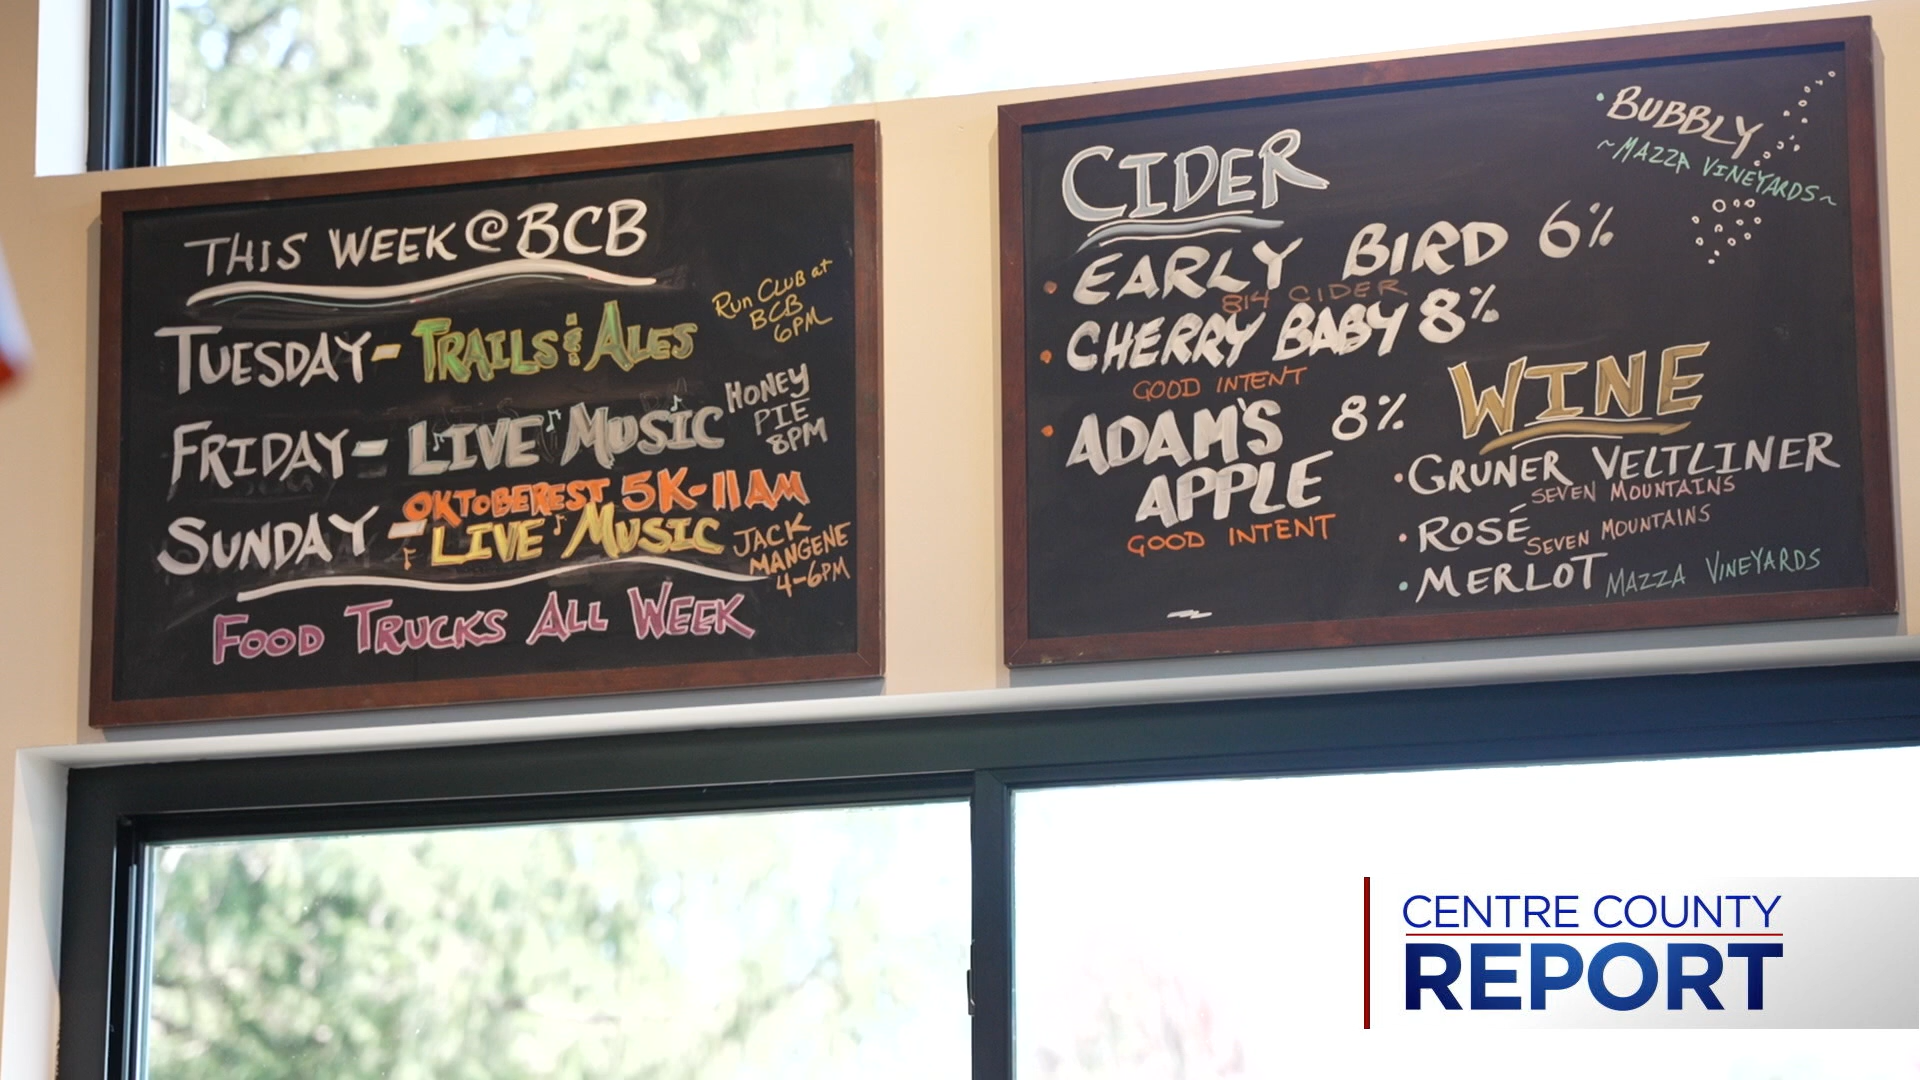 THIS WEEK @ BCB
TUESDAY - TRAILS & ALES
Run CLUB at
BCB
6PM
FRIDAY - LIVE MUSIC
HONEY
PIE
8PM
OKTOBEREST 5K-11AM
SUNDAY - LIVE MUSIC
JACK
MANGENE
4-6PM
FOOD TRUCKS ALL WEEK
CIDER
• EARLY BIRD 6%
814 CIDER
• CHERRY BABY 8%
GOOD INTENT
• ADAM'S 8%
APPLE
GOOD INTENT
• BUBBLY
~MAZZA VINEYARDS~
WINE
• GRUNER VELTLINER
SEVEN MOUNTAINS
• ROSÉ
SEVEN MOUNTAINS
• MERLOT MAZZA VINEYARDS
CENTRE COUNTY
REPORT